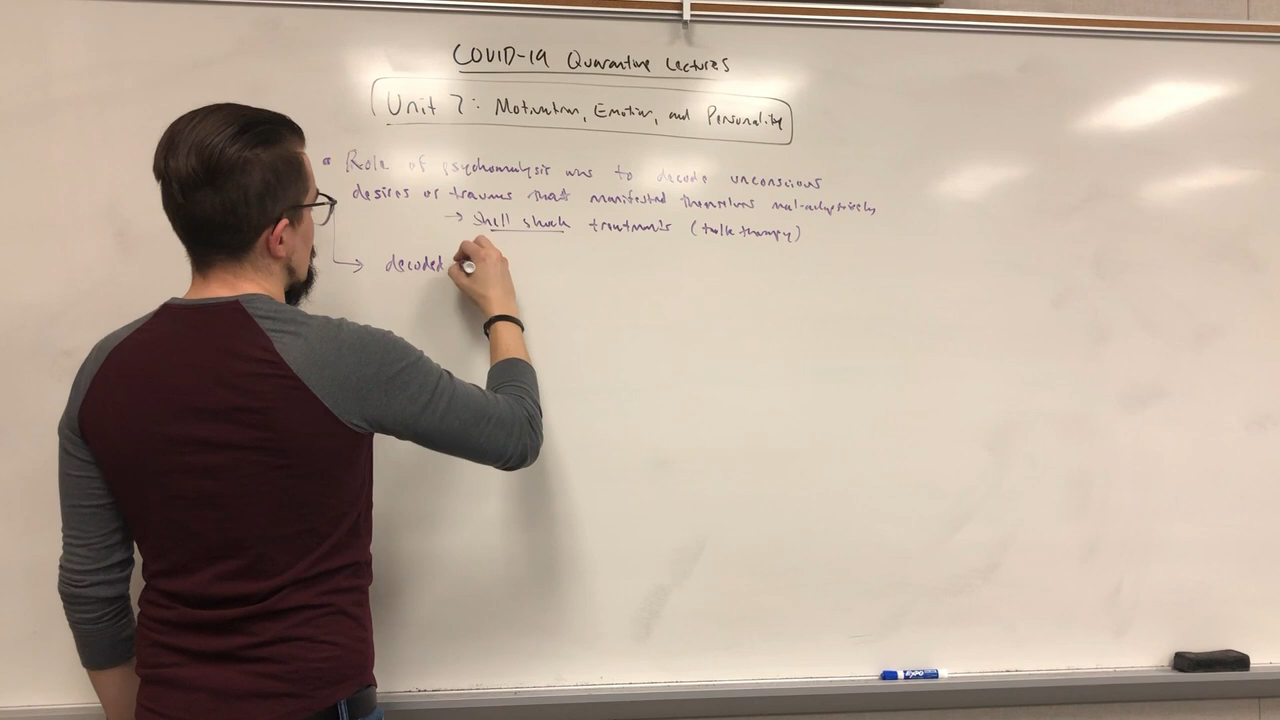 COVID-19 Quarantine Lectures
Unit 7: Motivation, Emotion, and Personality
Role of psychoanalysis was to decode unconscious
desires or traumas that manifested themselves mal-adaptively
→ shell shock treatments (talk therapy)
→ decoded
EXPO